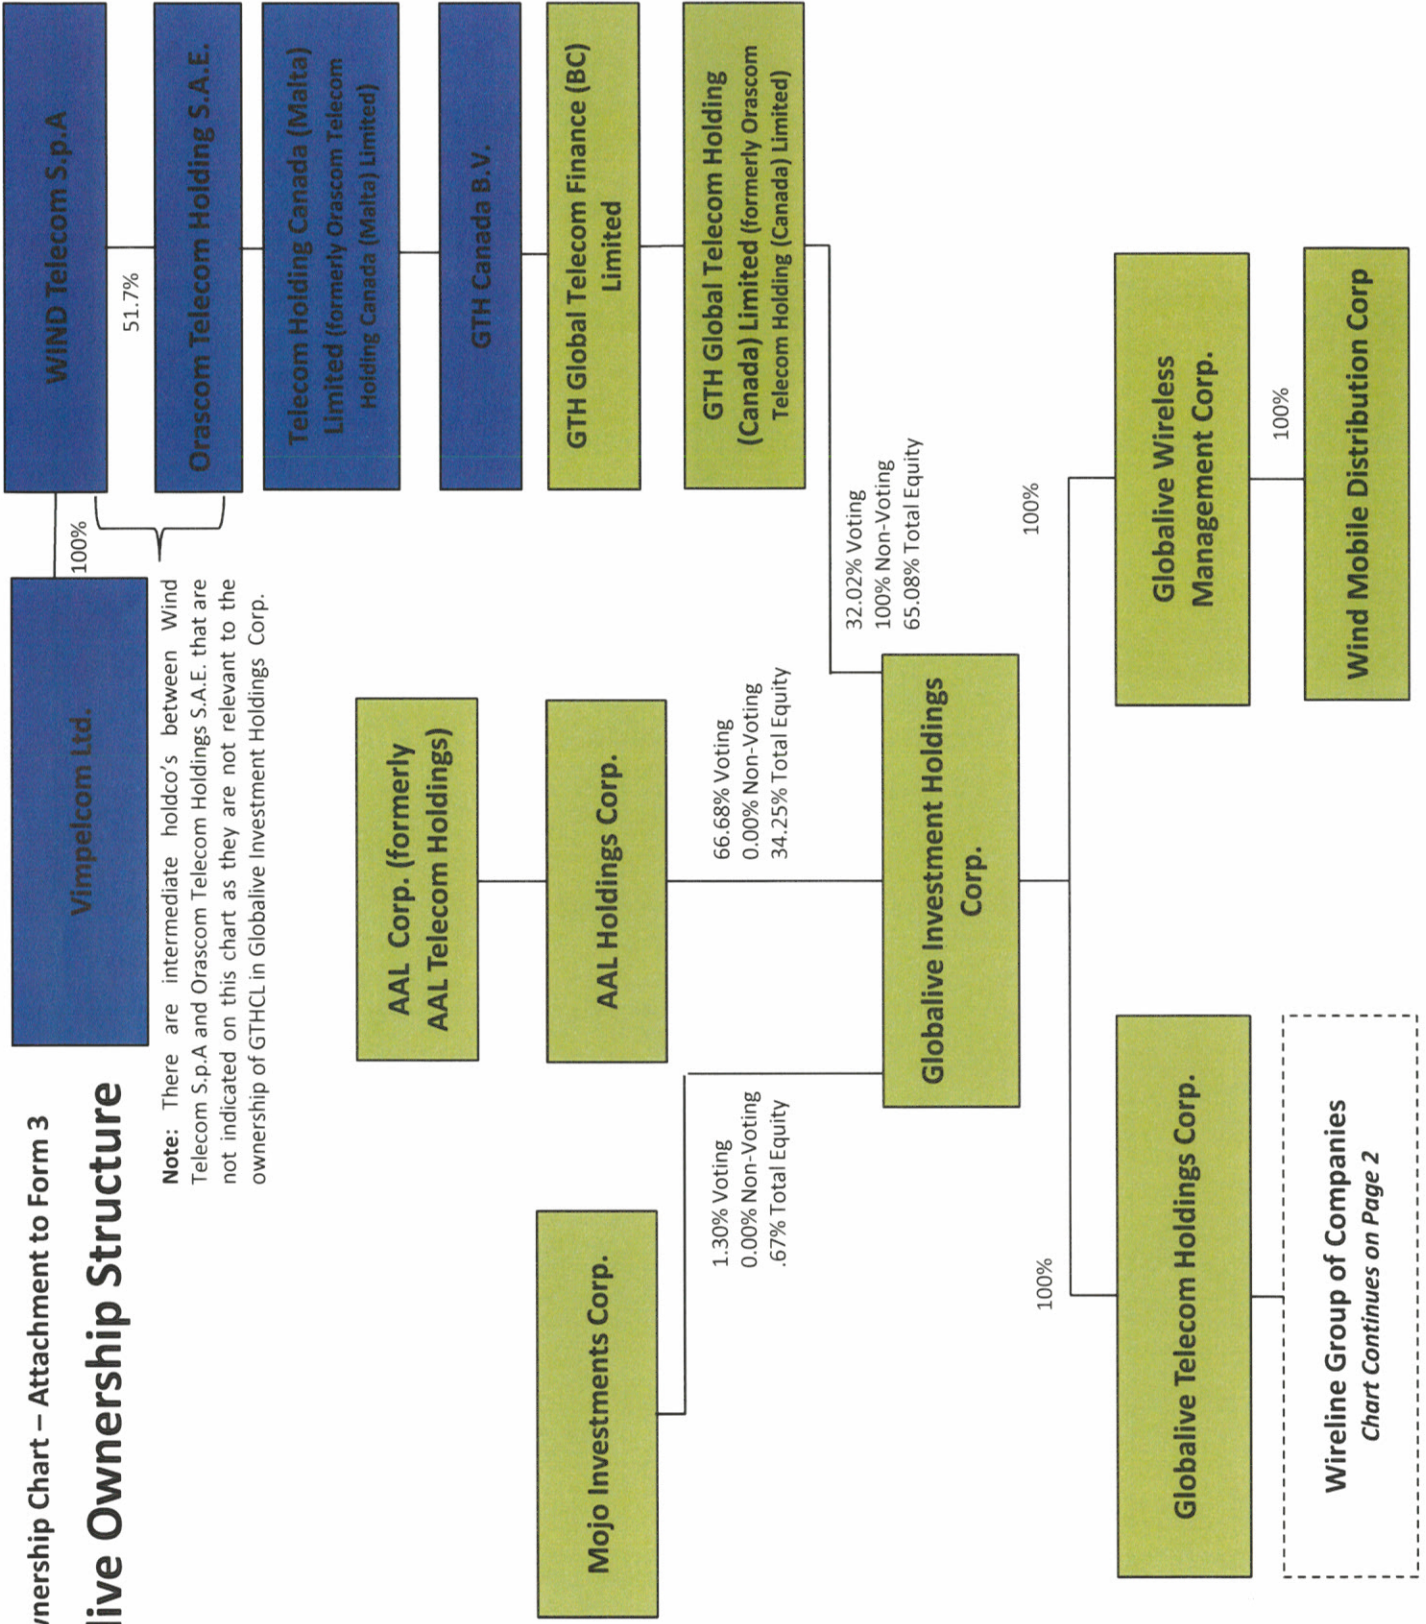 wnership Chart – Attachment to Form 3
live Ownership Structure
Vimpelcom Ltd.
100%
WIND Telecom S.p.A
51.7%
Note: There are intermediate holdco's between Wind
Telecom S.p.A and Orascom Telecom Holdings S.A.E. that are
not indicated on this chart as they are not relevant to the
ownership of GTHCL in Globalive Investment Holdings Corp.
Orascom Telecom Holding S.A.E.
Telecom Holding Canada (Malta)
Limited (formerly Orascom Telecom
Holding Canada (Malta) Limited)
GTH Canada B.V.
GTH Global Telecom Finance (BC)
Limited
GTH Global Telecom Holding
(Canada) Limited (formerly Orascom
Telecom Holding (Canada) Limited)
AAL Corp. (formerly
AAL Telecom Holdings)
Mojo Investments Corp.
AAL Holdings Corp.
1.30% Voting
0.00% Non-Voting
.67% Total Equity
66.68% Voting
0.00% Non-Voting
34.25% Total Equity
32.02% Voting
100% Non-Voting
65.08% Total Equity
Globalive Investment Holdings
Corp.
100%
100%
Globalive Telecom Holdings Corp.
Globalive Wireless
Management Corp.
100%
Wireline Group of Companies
Chart Continues on Page 2
Wind Mobile Distribution Corp